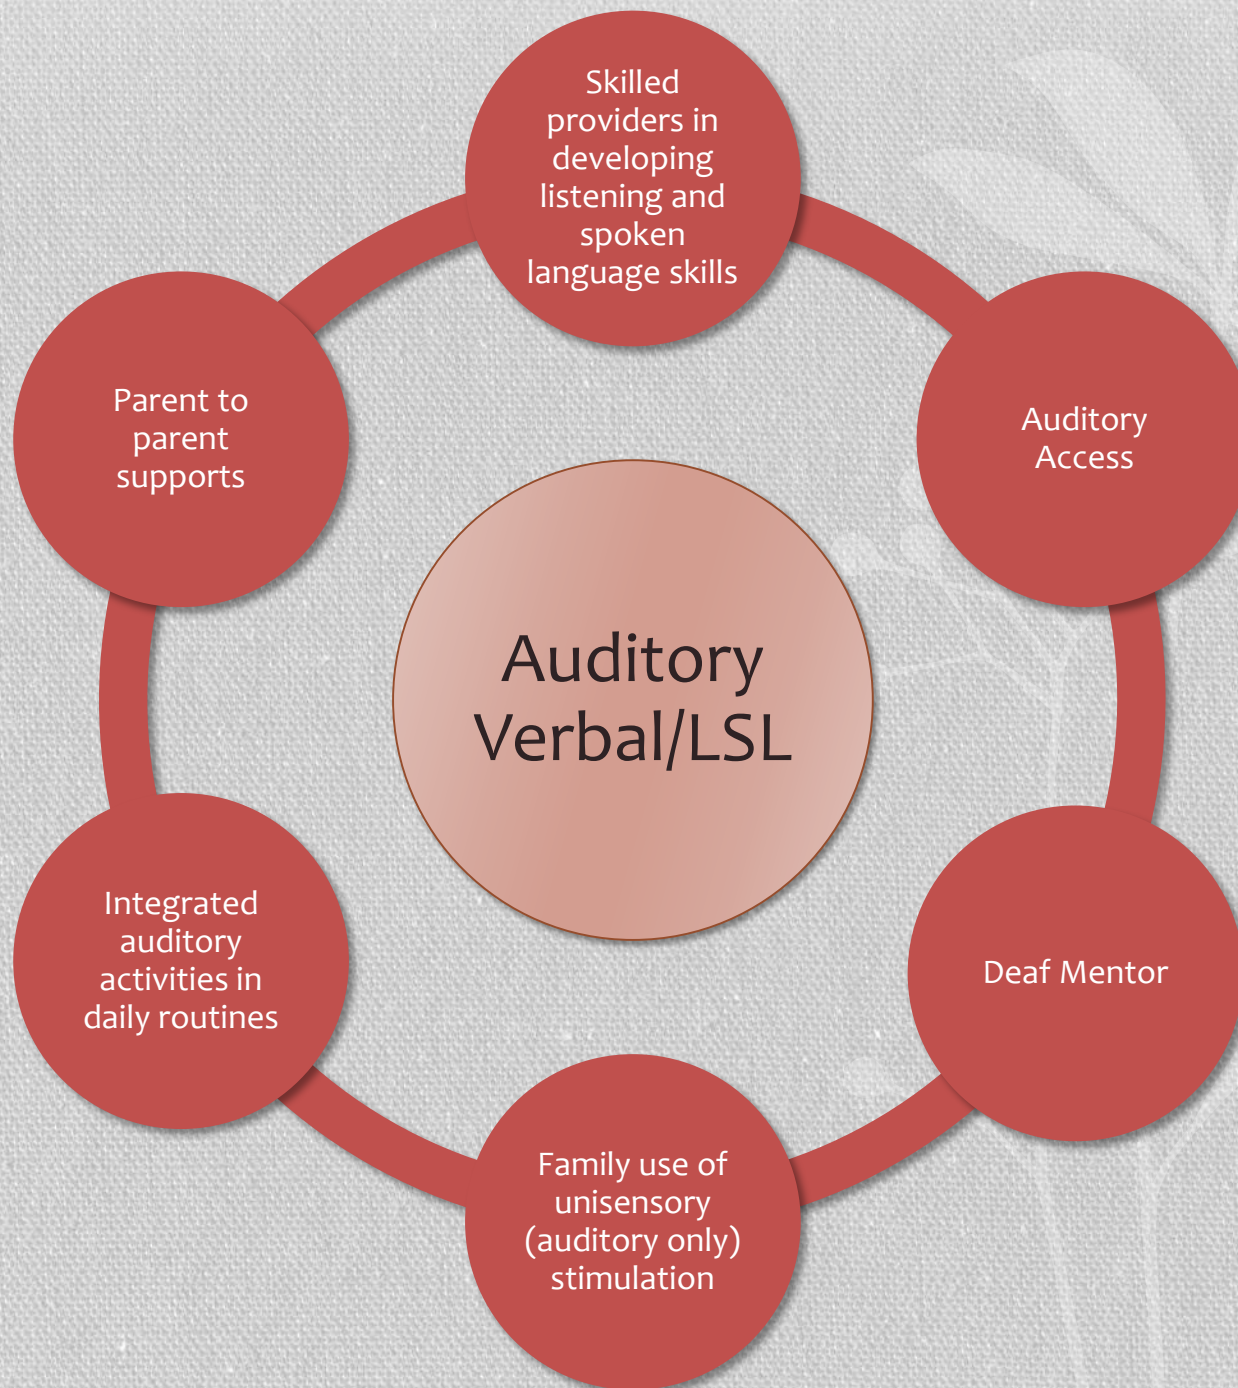 Skilled
providers in
developing
listening and
spoken
language skills
Auditory
Access
Deaf Mentor
Family use of
unisensory
(auditory only)
stimulation
Integrated
auditory
activities in
daily routines
Parent to
parent
supports
Auditory
Verbal/LSL